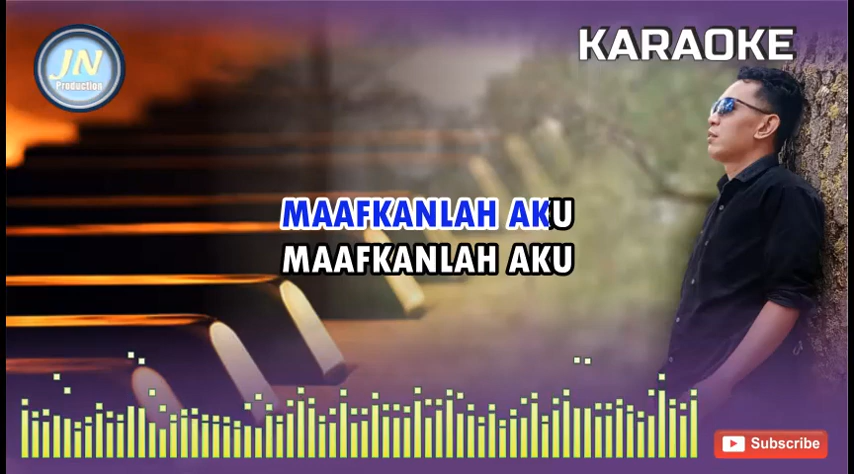 JN
Production
KARAOKE
MAAFKANLAH AKU
MAAFKANLAH AKU
Subscribe